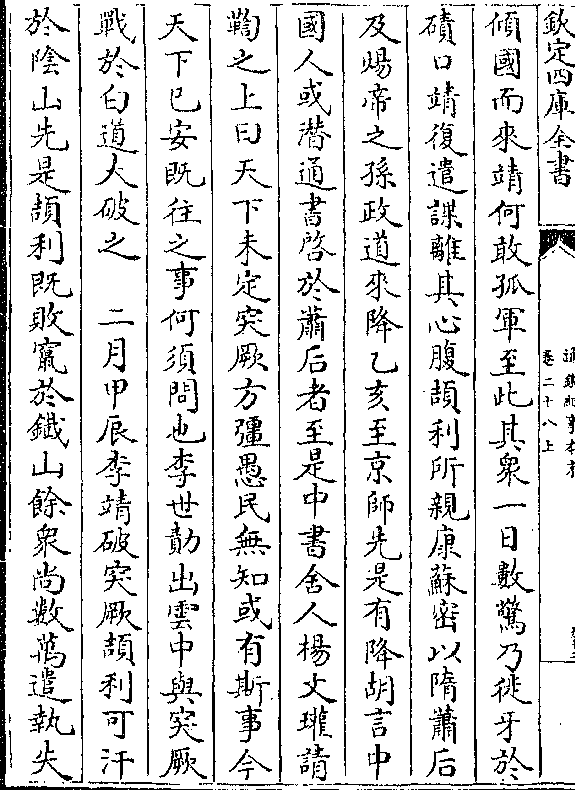 欽定四庫全書
通鑑紀事本末
卷二十八上
傾國而來靖何敢孤軍至此其衆一日數驚乃徙牙於
磧口靖復遣諜離其心腹頡利所親康蘇密以隋蕭后
及煬帝之孫政道來降乙亥至京師先是有降胡言中
國人或潛通書啓於蕭后者至是中書舍人楊文瓘請
鞫之上曰天下未定突厥方彊愚民無知或有斯事今
天下已安既往之事何須問也李世勣出雲中與突厥
戰於白道大破之　二月甲辰李靖破突厥頡利可汗
於陰山先是頡利既敗竄於鐵山餘衆尚數萬遣執失